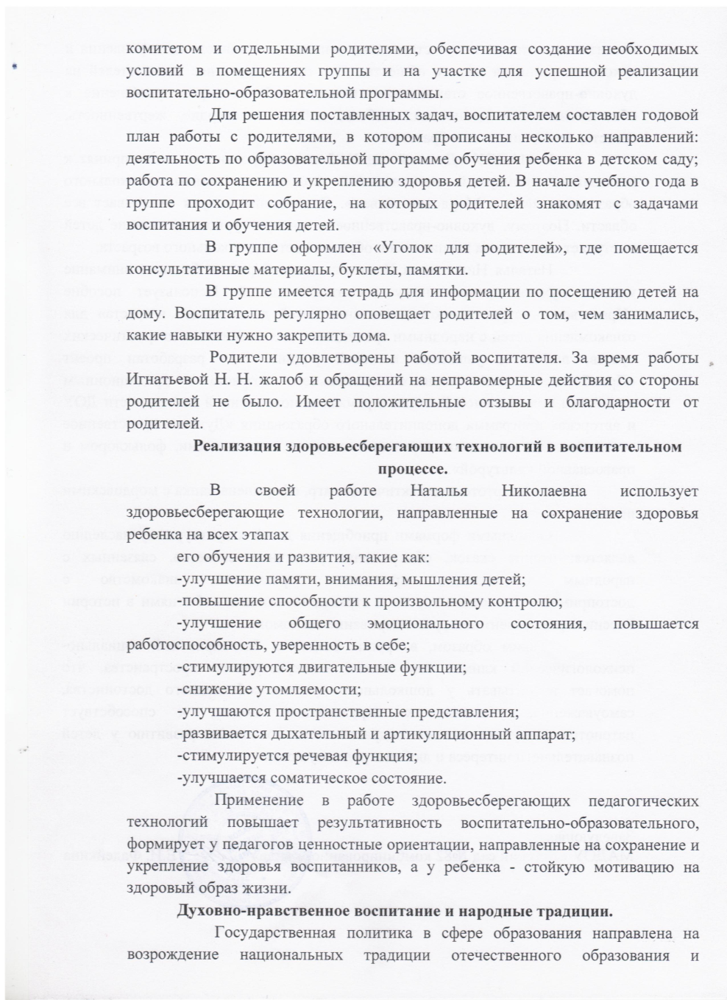 комитетом и отдельными родителями, обеспечивая создание необходимых
условий в помещениях группы и на участке для успешной реализации
воспитательно-образовательной программы.
Для решения поставленных задач, воспитателем составлен годовой
план работы с родителями, в котором прописаны несколько направлений:
деятельность по образовательной программе обучения ребенка в детском саду;
работа по сохранению и укреплению здоровья детей. В начале учебного года в
группе проходит собрание, на которых родителей знакомят с задачами
воспитания и обучения детей.
В группе оформлен «Уголок для родителей», где помещается
консультативные материалы, буклеты, памятки.
В группе имеется тетрадь для информации по посещению детей на
дому. Воспитатель регулярно оповещает родителей о том, чем занимались,
какие навыки нужно закрепить дома.
Родители удовлетворены работой воспитателя. За время работы
Игнатьевой Н. Н. жалоб и обращений на неправомерные действия со стороны
родителей не было. Имеет положительные отзывы и благодарности от
родителей.
Реализация здоровьесберегающих технологий в воспитательном
процессе.
В своей работе Наталья Николаевна использует
здоровьесберегающие технологии, направленные на сохранение здоровья
ребенка на всех этапах
его обучения и развития, такие как:
-улучшение памяти, внимания, мышления детей;
-повышение способности к произвольному контролю;
-улучшение общего эмоционального состояния, повышается
работоспособность, уверенность в себе;
-стимулируются двигательные функции;
-снижение утомляемости;
-улучшаются пространственные представления;
-развивается дыхательный и артикуляционный аппарат;
-стимулируется речевая функция;
-улучшается соматическое состояние.
Применение в работе здоровьесберегающих педагогических
технологий повышает результативность воспитательно-образовательного,
формирует у педагогов ценностные ориентации, направленные на сохранение и
укрепление здоровья воспитанников, а у ребенка - стойкую мотивацию на
здоровый образ жизни.
Духовно-нравственное воспитание и народные традиции.
Государственная политика в сфере образования направлена на
возрождение национальных традиции отечественного образования и